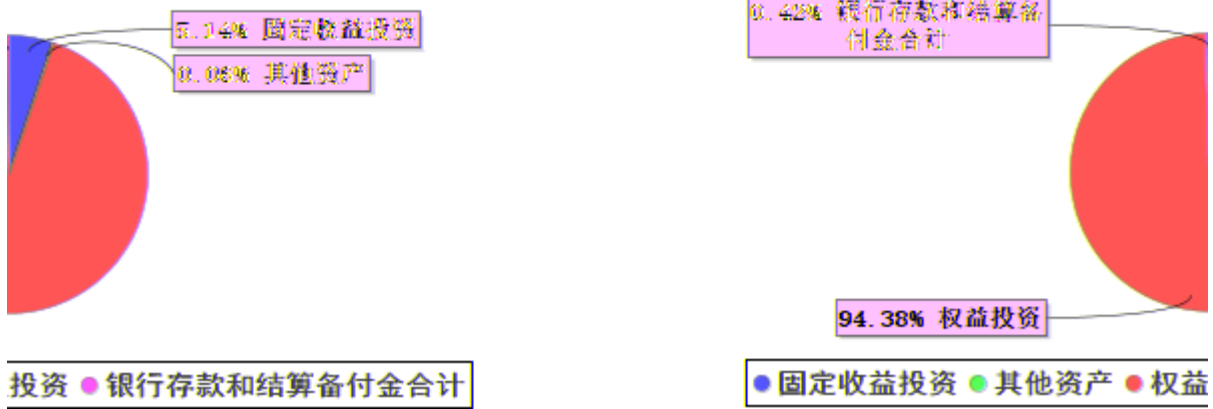 5.14% 固定收益投资
0.06% 其他资产
投资 银行存款和结算备付金合计
0.42% 银行存款和结算备
付金合计
94.38% 权益投资
固定收益投资 其他资产 权益